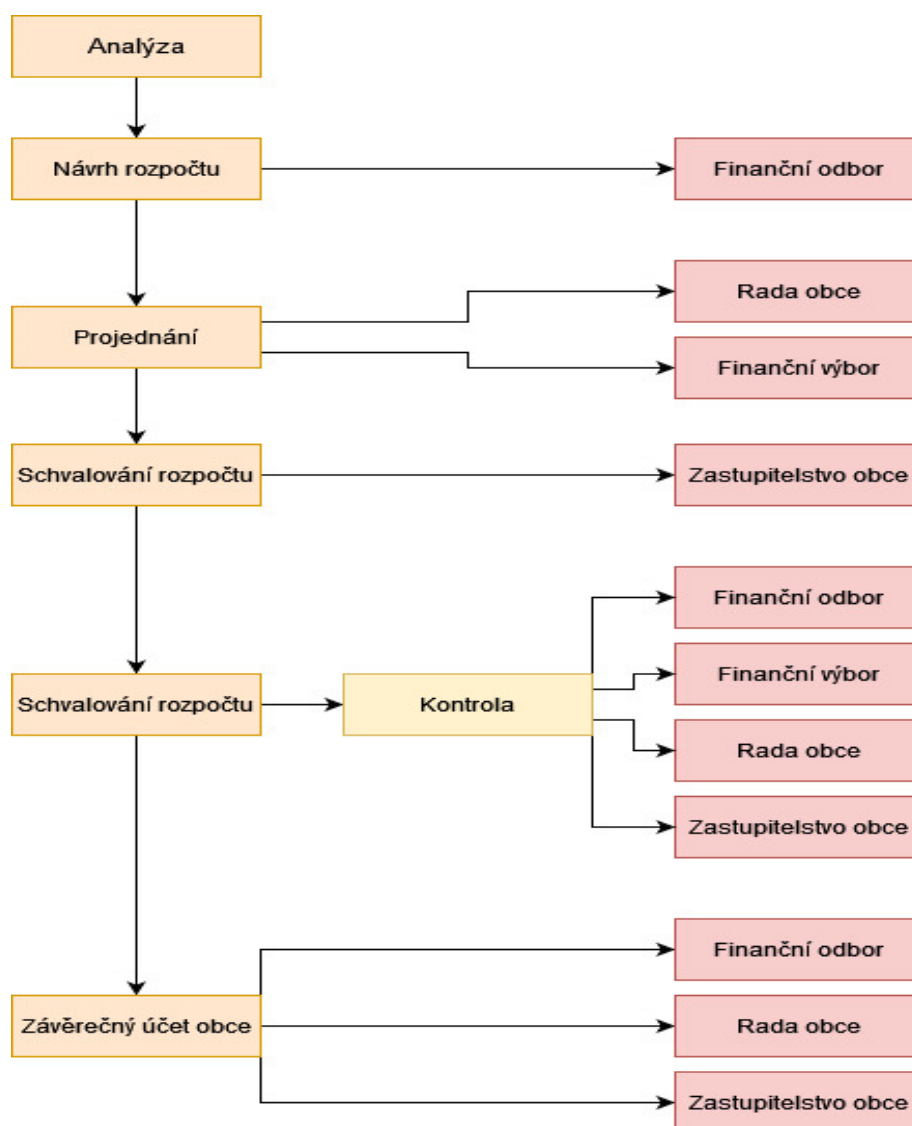 Analýza
Návrh rozpočtu
Finanční odbor
Rada obce
Projednání
Finanční výbor
Schvalování rozpočtu
Zastupitelstvo obce
Finanční odbor
Finanční výbor
Schvalování rozpočtu
Kontrola
Rada obce
Zastupitelstvo obce
Finanční odbor
Závěrečný účet obce
Rada obce
Zastupitelstvo obce